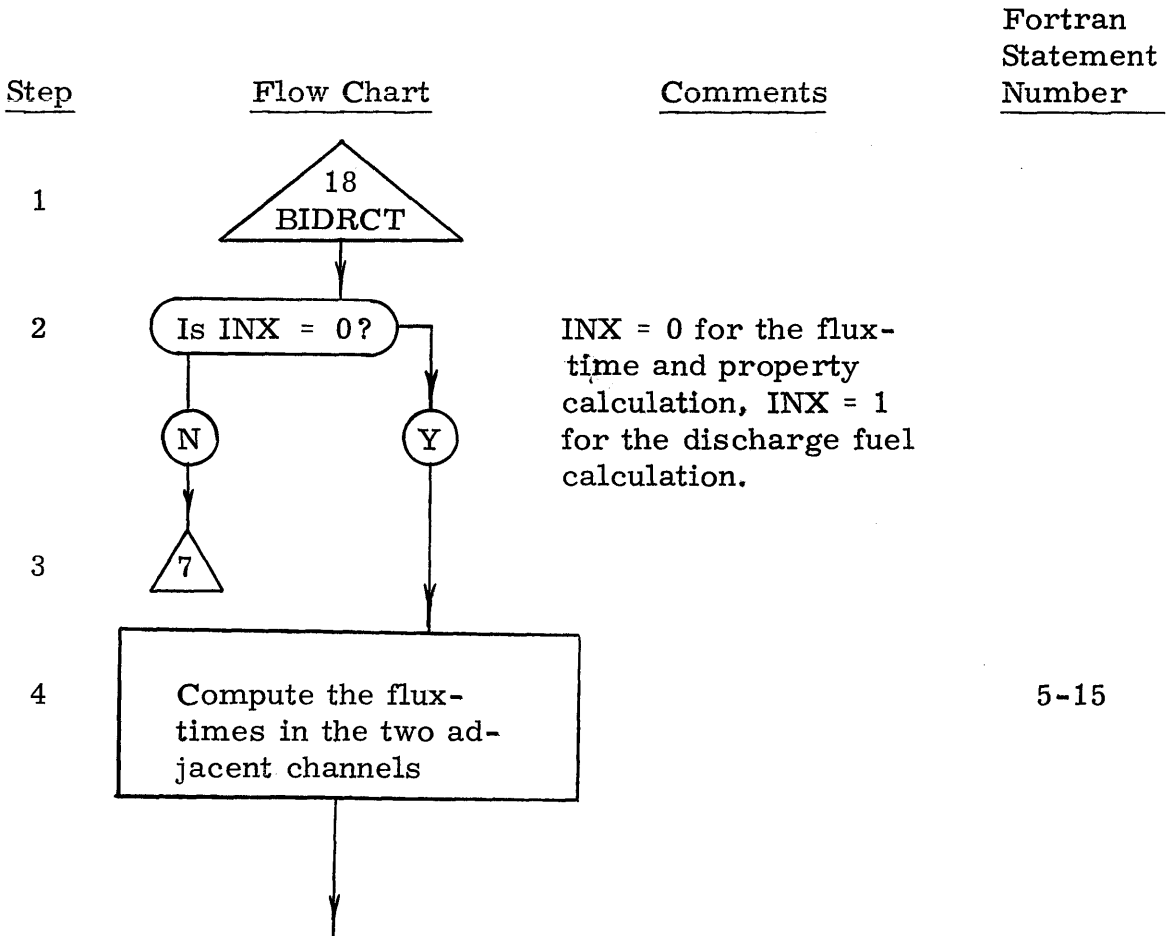 Fortran
Statement
Step Flow Chart Comments Number
1
18
BIDRCT
2
Is INX = 0?
INX = 0 for the flux-
time and property
calculation, INX = 1
for the discharge fuel
calculation.
N
Y
3
7
4
Compute the flux-
times in the two ad-
jacent channels
5-15